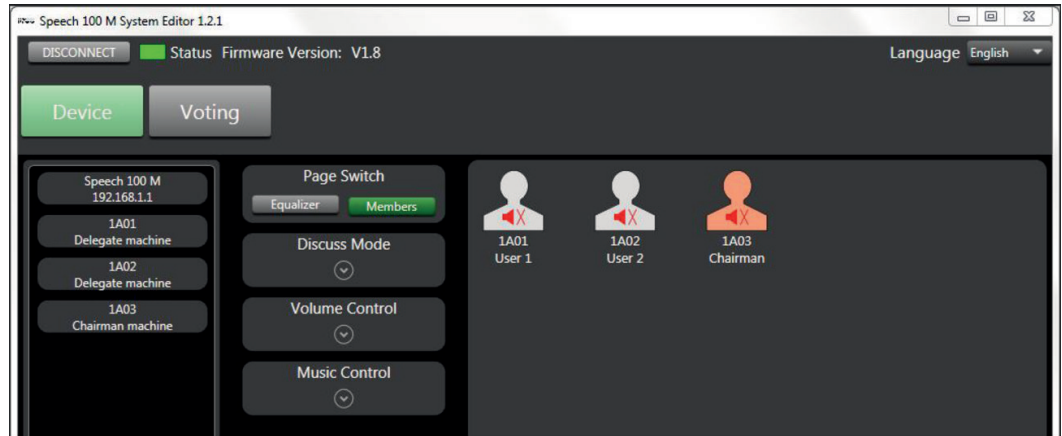 Speech 100 M System Editor 1.2.1
DISCONNECT Status Firmware Version: V1.8 Language English
Device Voting
Speech 100 M
192.168.1.1
1A01
Delegate machine
1A02
Delegate machine
1A03
Chairman machine
Page Switch
Equalizer Members
Discuss Mode
Volume Control
Music Control
1A01
User 1
1A02
User 2
1A03
Chairman